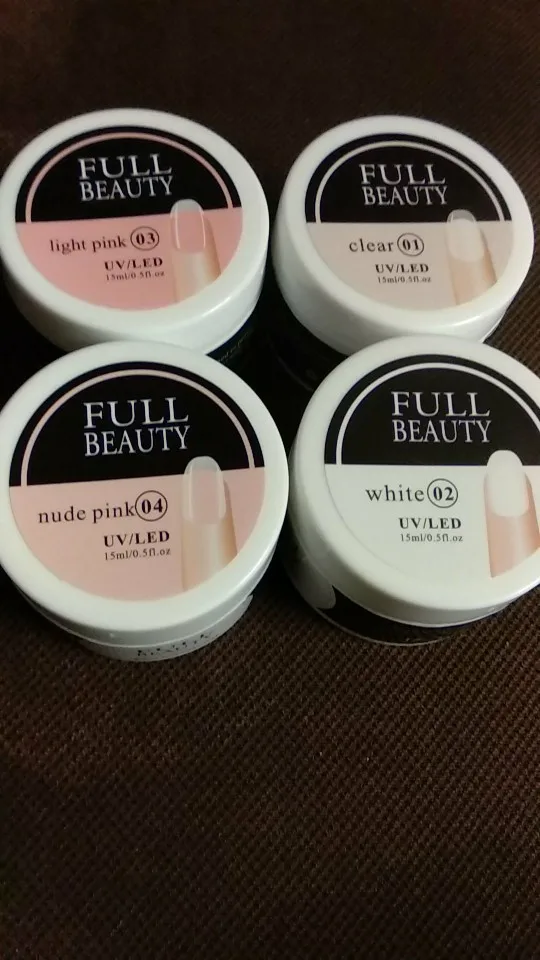 FULL
BEAUTY
light pink 03
UV/LED
15ml/0.5fl.oz
FULL
BEAUTY
clear 01
UV/LED
15ml/0.5fl.oz
FULL
BEAUTY
nude pink 04
UV/LED
15ml/0.5fl.oz
FULL
BEAUTY
white 02
UV/LED
15ml/0.5fl.oz